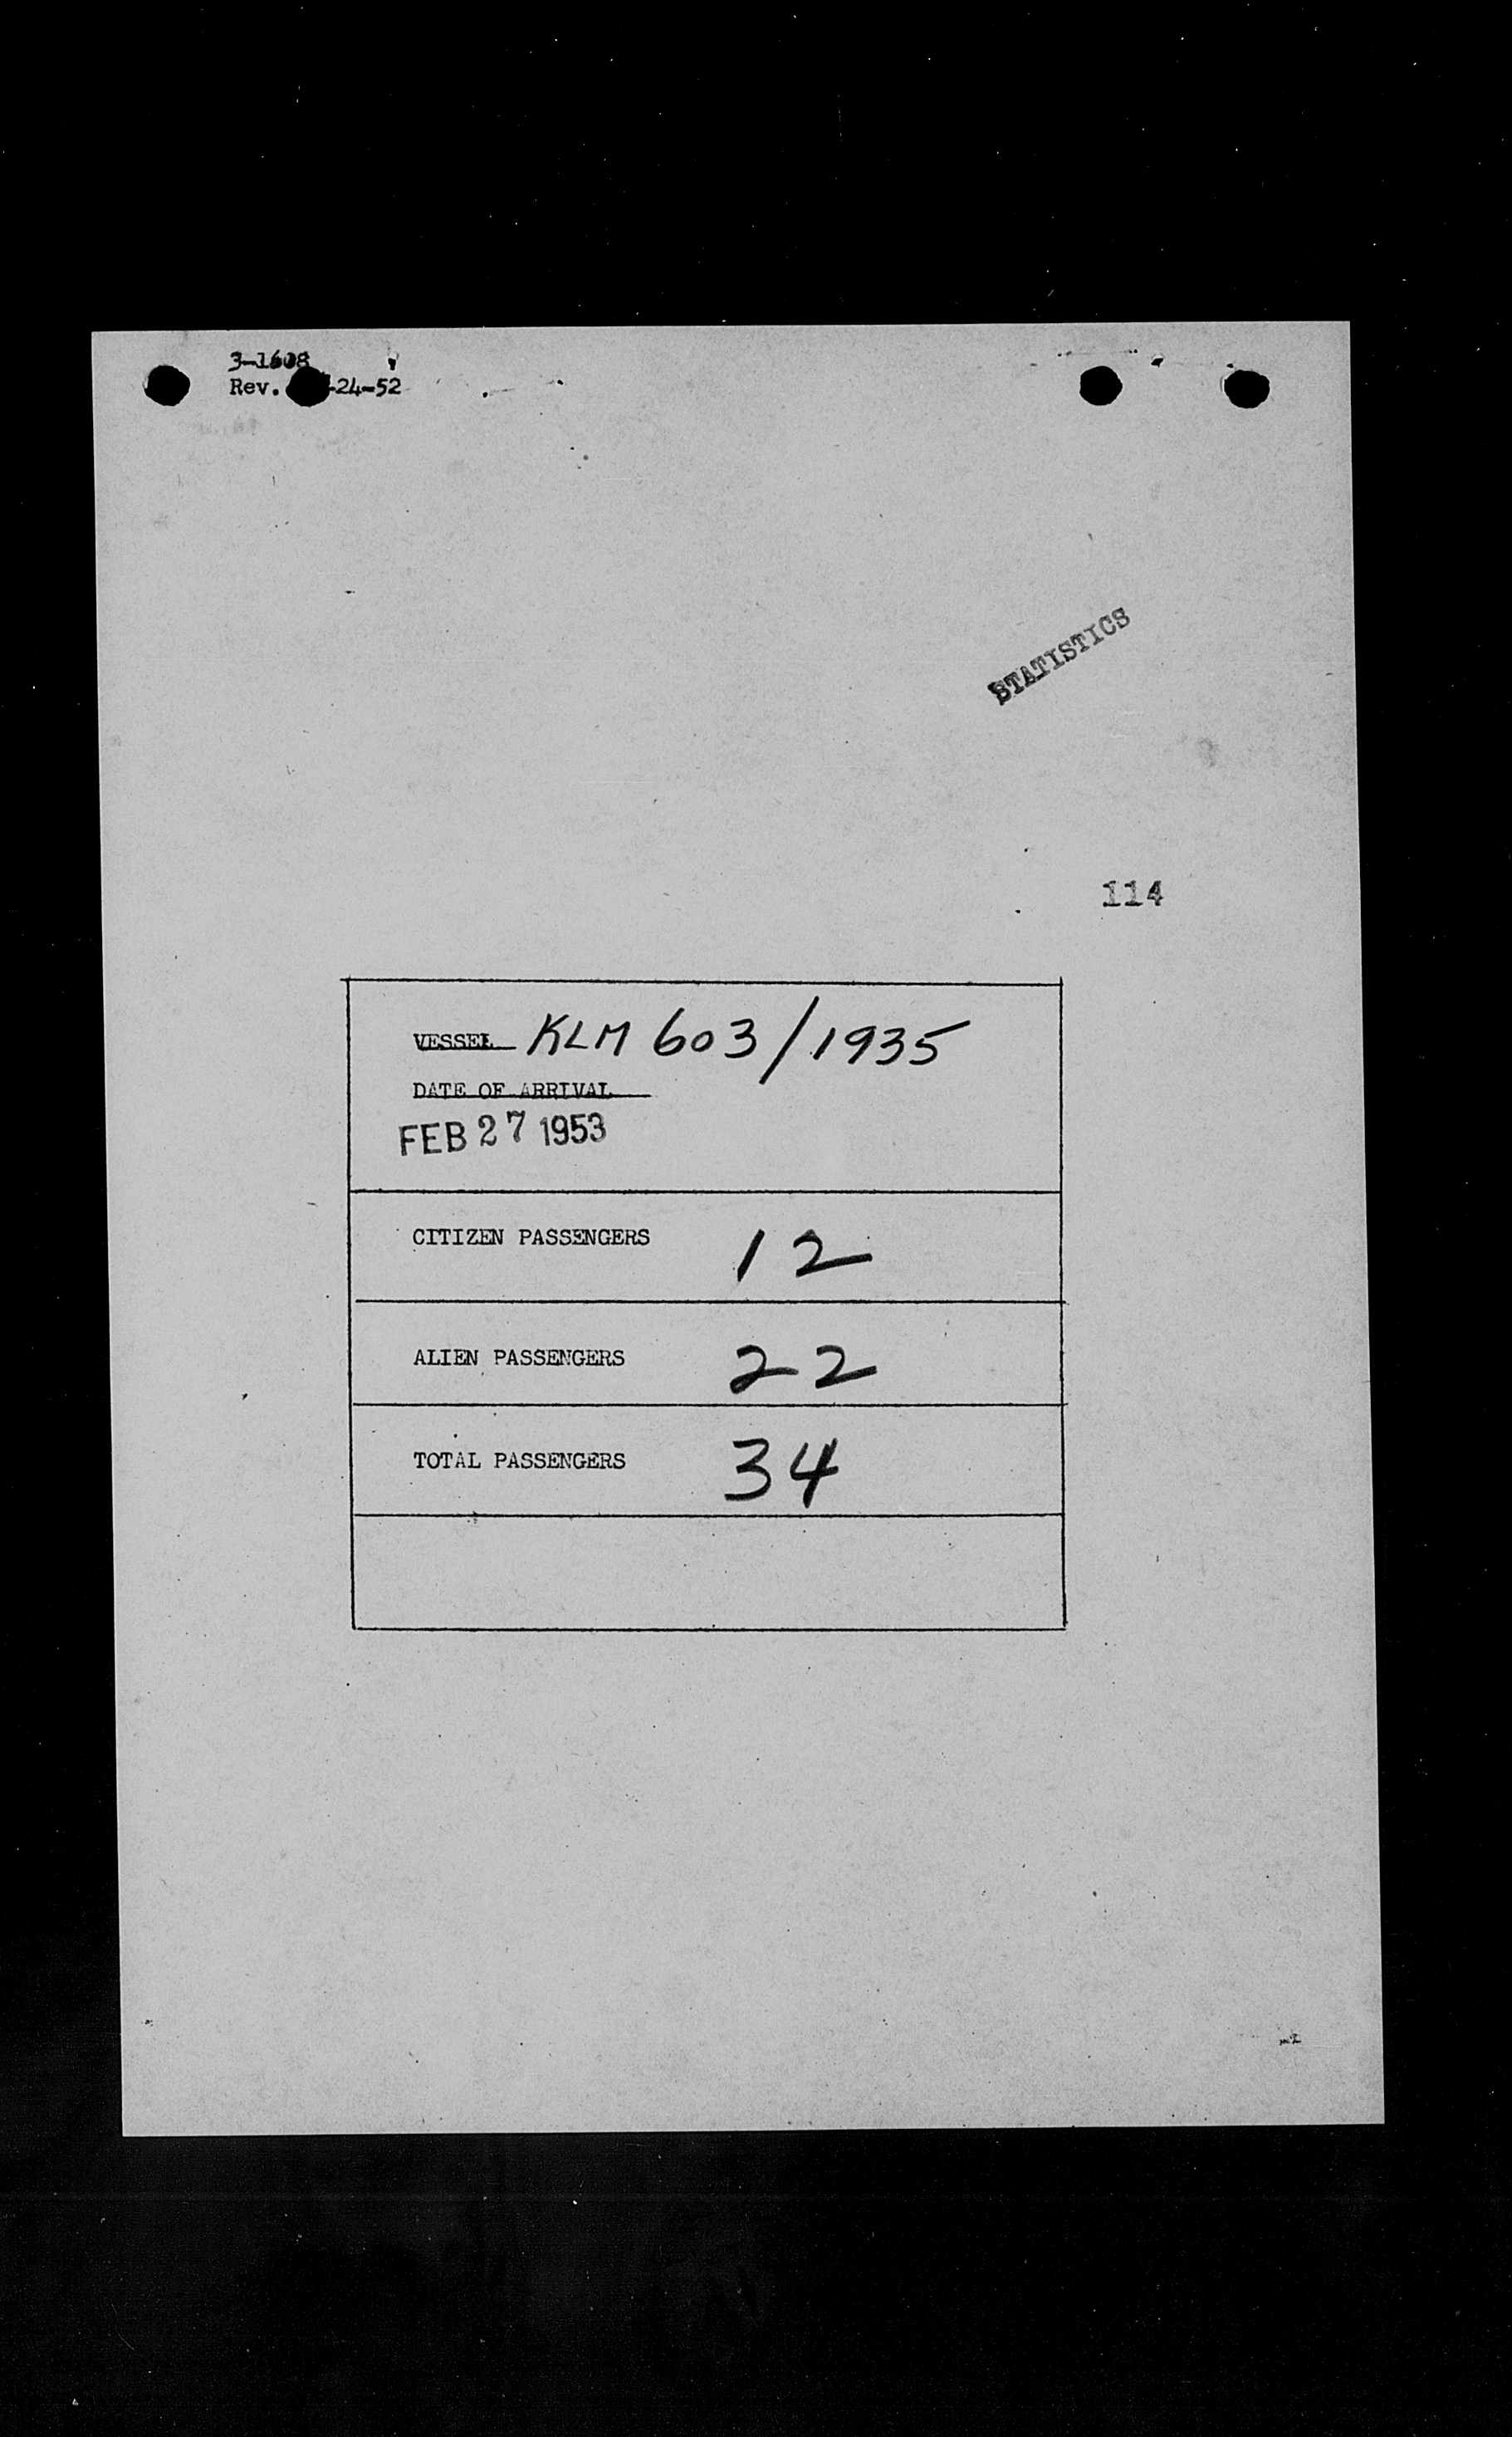 3-1608
Rev. -24-52
STATISTICS
114
VESSEL KLM 603/1935
DATE OF ARRIVAL
FEB 27 1953
CITIZEN PASSENGERS 12
ALIEN PASSENGERS 22
TOTAL PASSENGERS 34